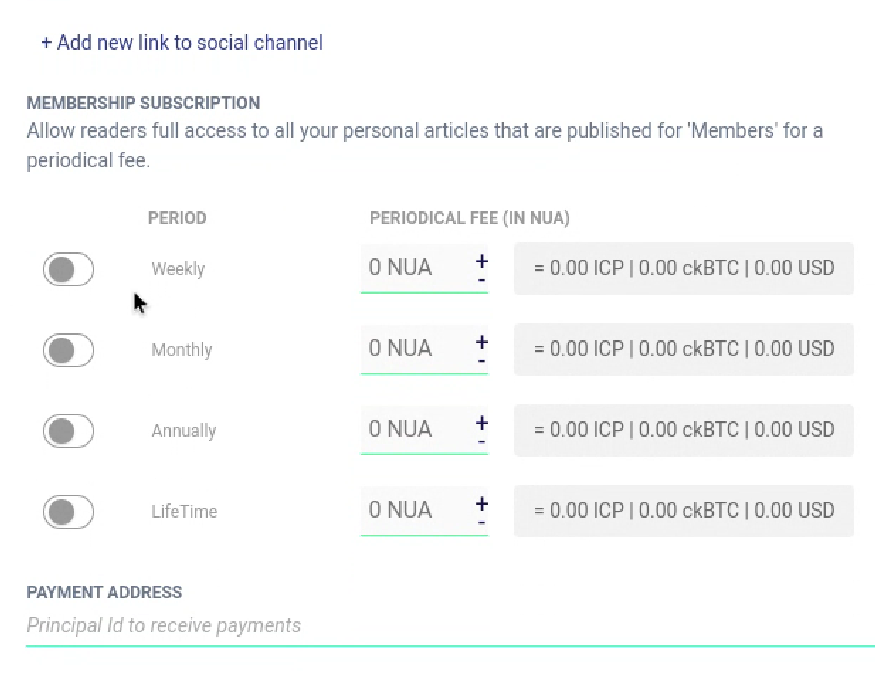 + Add new link to social channel
MEMBERSHIP SUBSCRIPTION
Allow readers full access to all your personal articles that are published for 'Members' for a
periodical fee.
PERIOD PERIODICAL FEE (IN NUA)
Weekly 0 NUA + - = 0.00 ICP | 0.00 ckBTC | 0.00 USD
Monthly 0 NUA + - = 0.00 ICP | 0.00 ckBTC | 0.00 USD
Annually 0 NUA + - = 0.00 ICP | 0.00 ckBTC | 0.00 USD
LifeTime 0 NUA + - = 0.00 ICP | 0.00 ckBTC | 0.00 USD
PAYMENT ADDRESS
Principal Id to receive payments